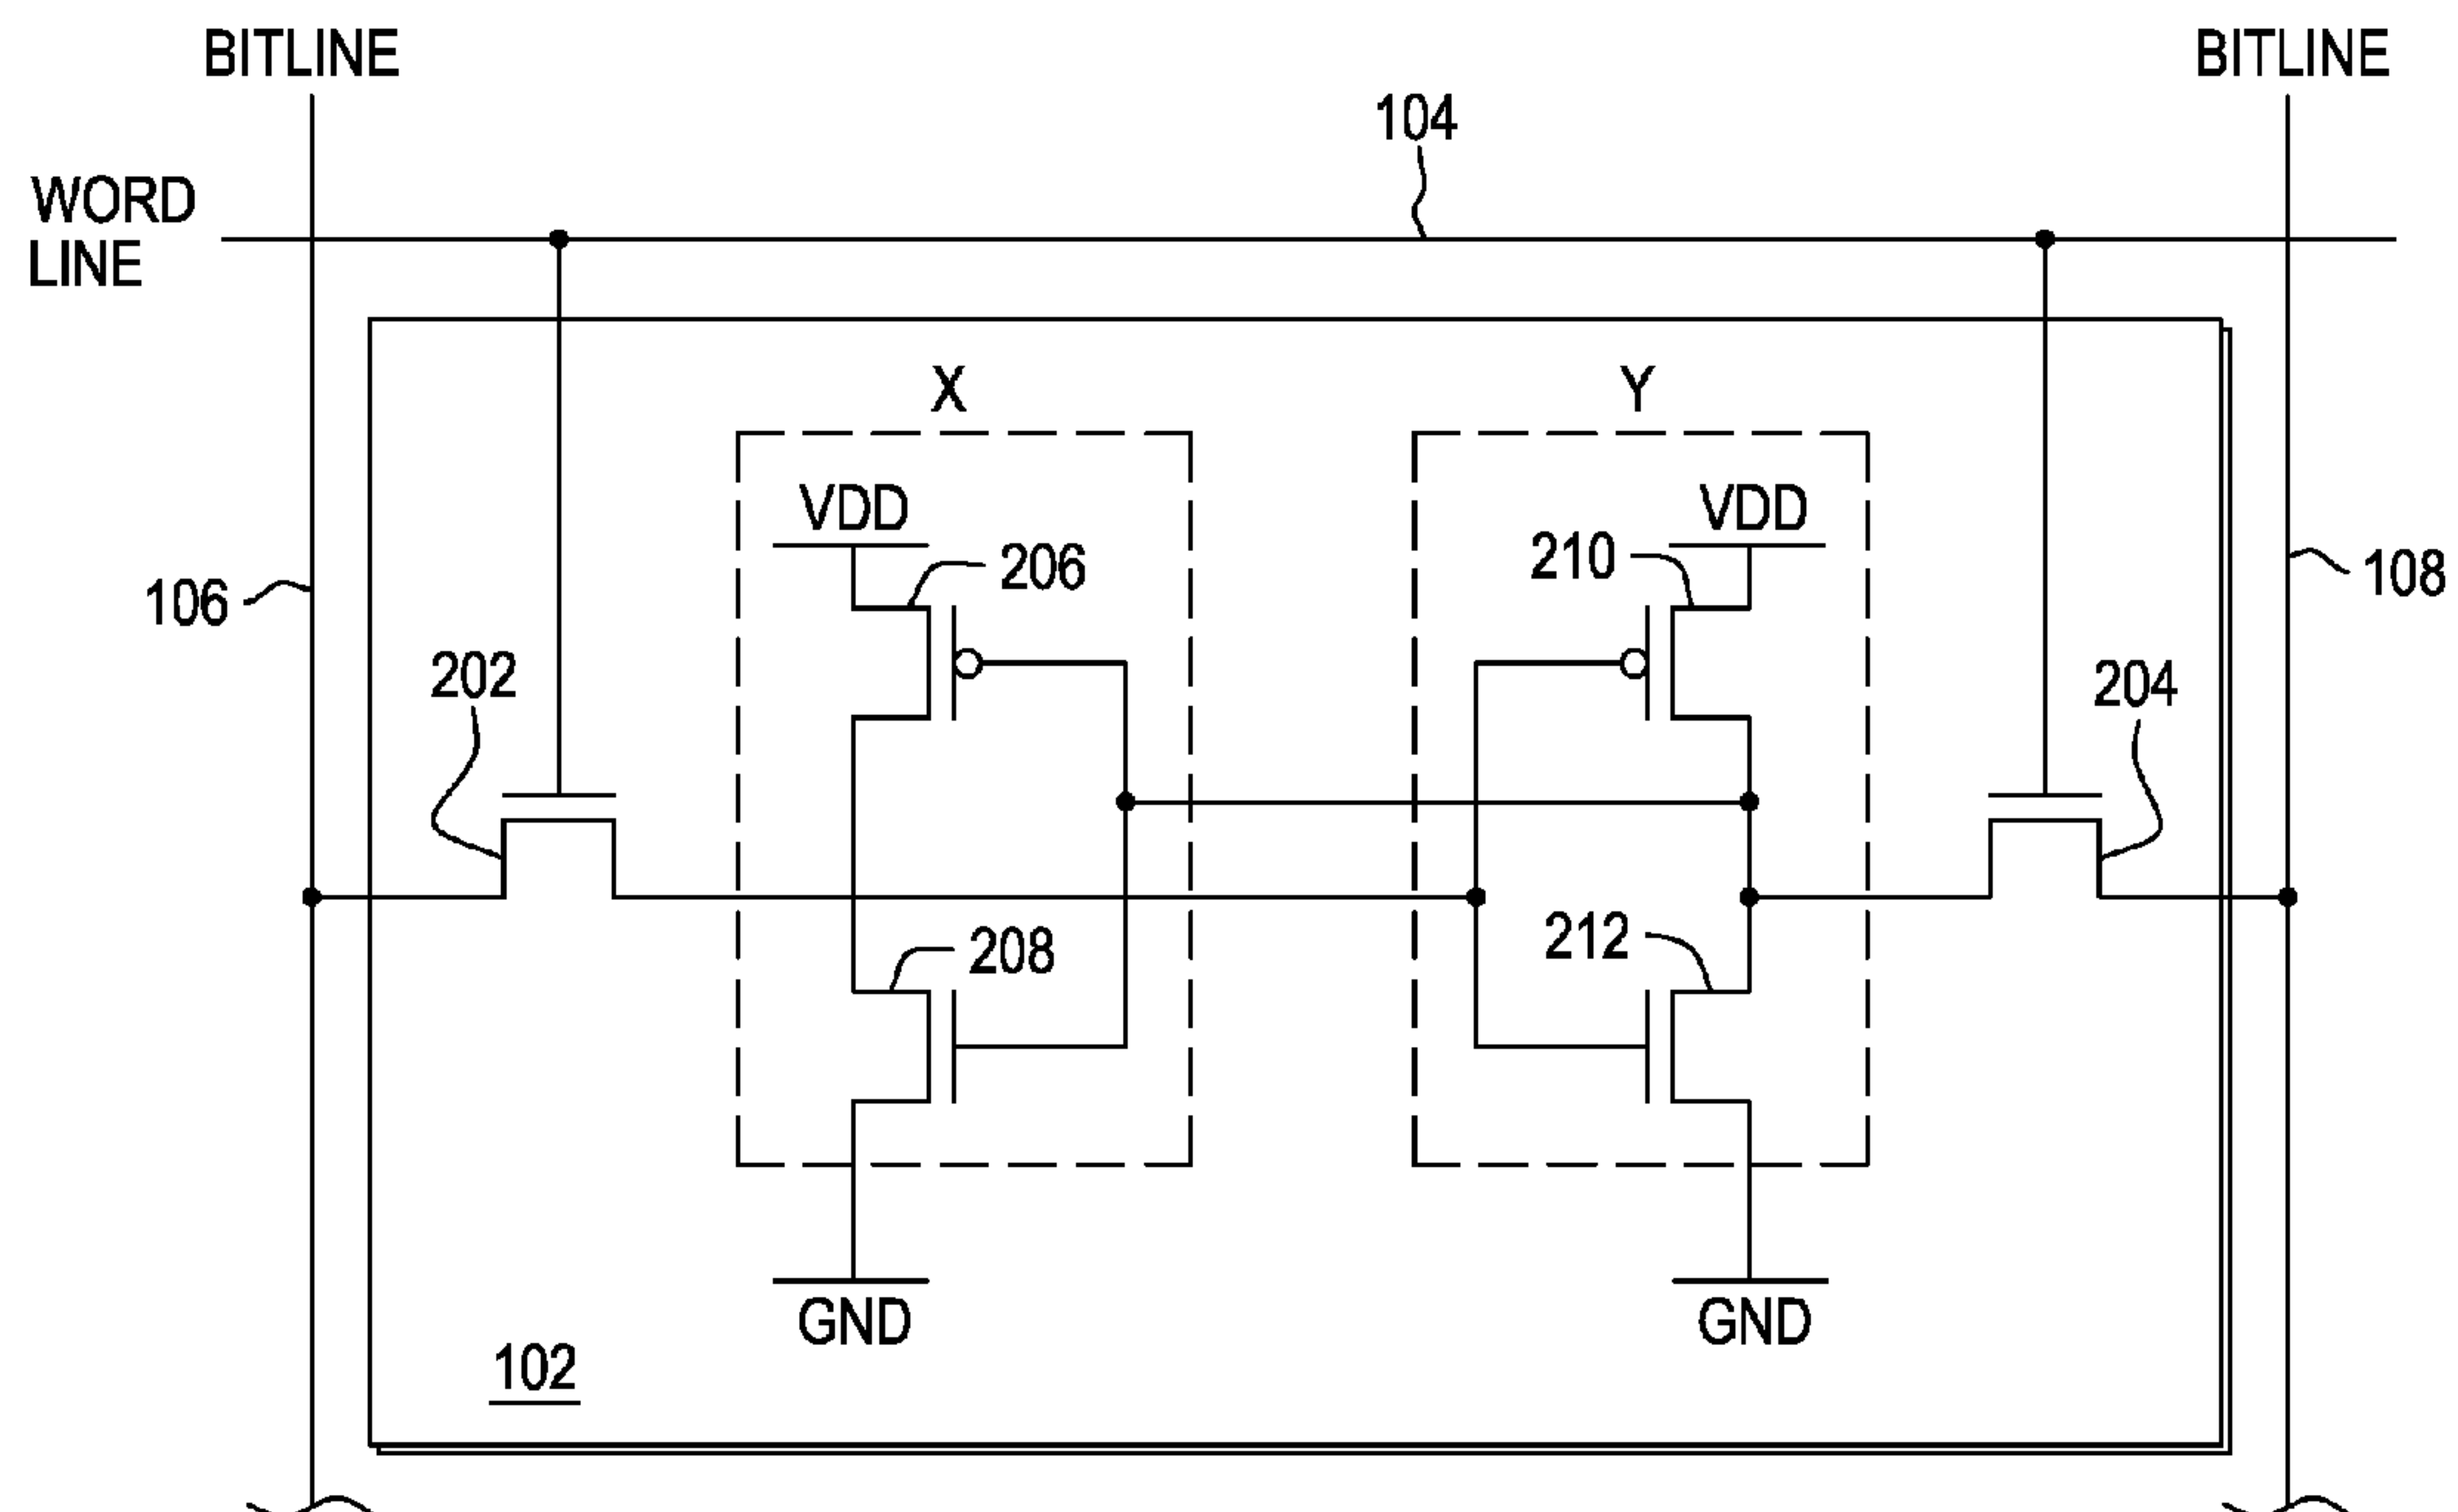 BITLINE
BITLINE
104
WORD
LINE
X
Y
VDD
VDD
206
210
106
108
202
204
208
212
GND
GND
102